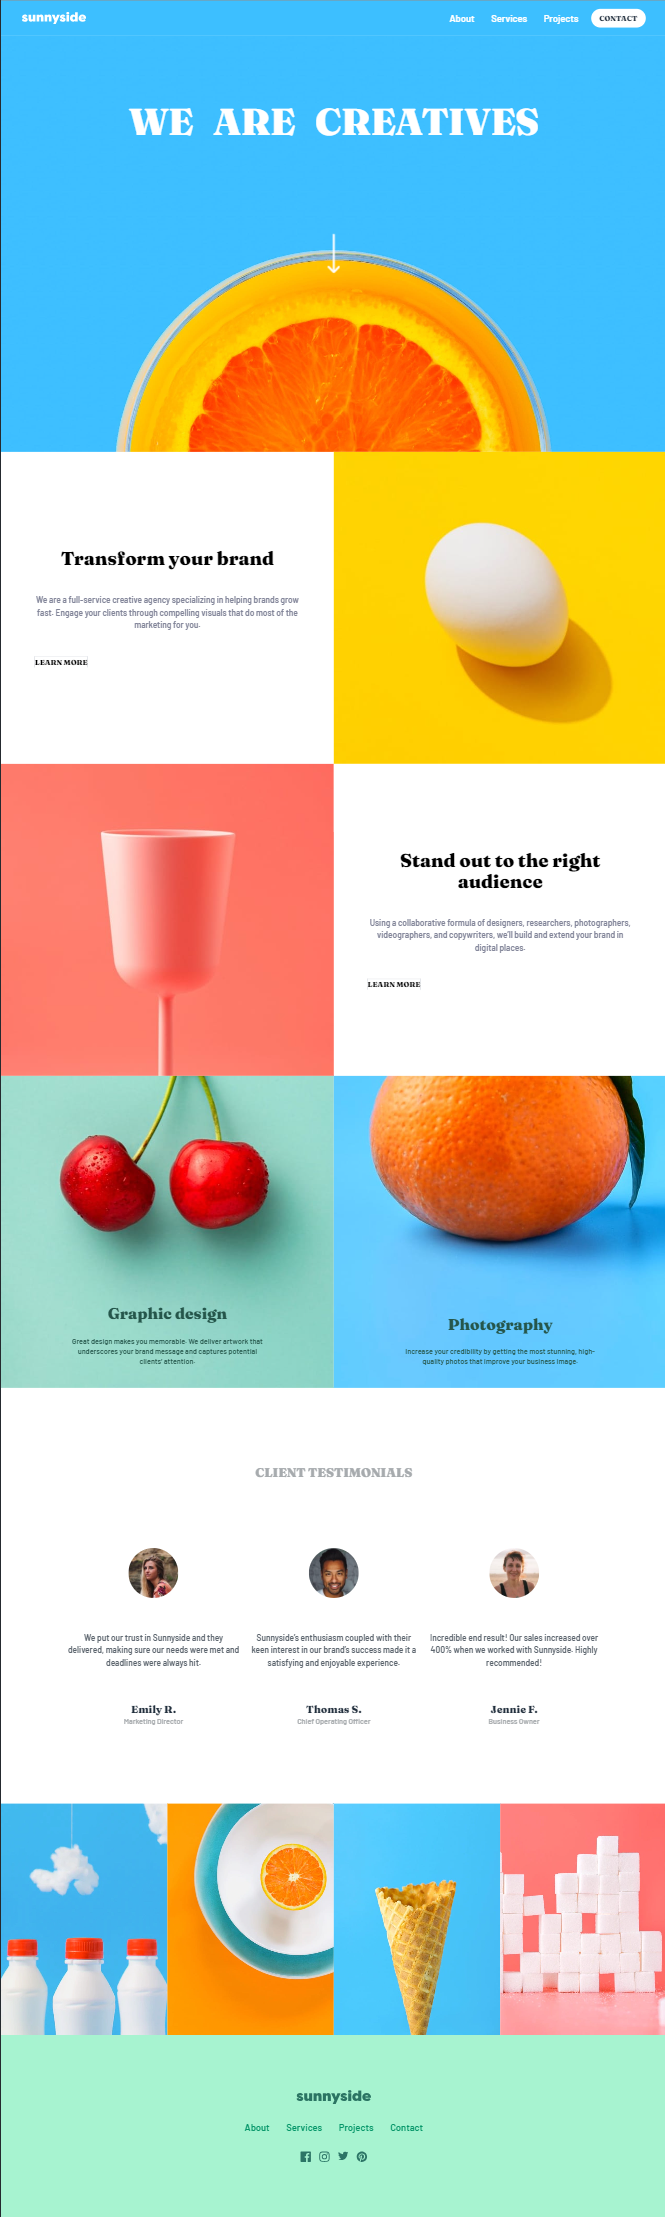 sunnyside
About Services Projects CONTACT
WE ARE CREATIVES
Transform your brand
We are a full-service creative agency specializing in helping brands grow
fast. Engage your clients through compelling visuals that do most of the
marketing for you.
LEARN MORE
Stand out to the right
audience
Using a collaborative formula of designers, researchers, photographers,
videographers, and copywriters, we'll build and extend your brand in
digital places.
LEARN MORE
Graphic design
Great design makes you memorable. We deliver artwork that
underscores your brand message and captures potential
clients' attention.
Photography
Increase your credibility by getting the most stunning, high-
quality photos that improve your business image.
CLIENT TESTIMONIALS
We put our trust in Sunnyside and they
delivered, making sure our needs were met and
deadlines were always hit.
Emily R.
Marketing Director
Sunnyside's enthusiasm coupled with their
keen interest in our brand's success made it a
satisfying and enjoyable experience.
Thomas S.
Chief Operating Officer
Incredible end result! Our sales increased over
400% when we worked with Sunnyside. Highly
recommended!
Jennie F.
Business Owner
sunnyside
About Services Projects Contact